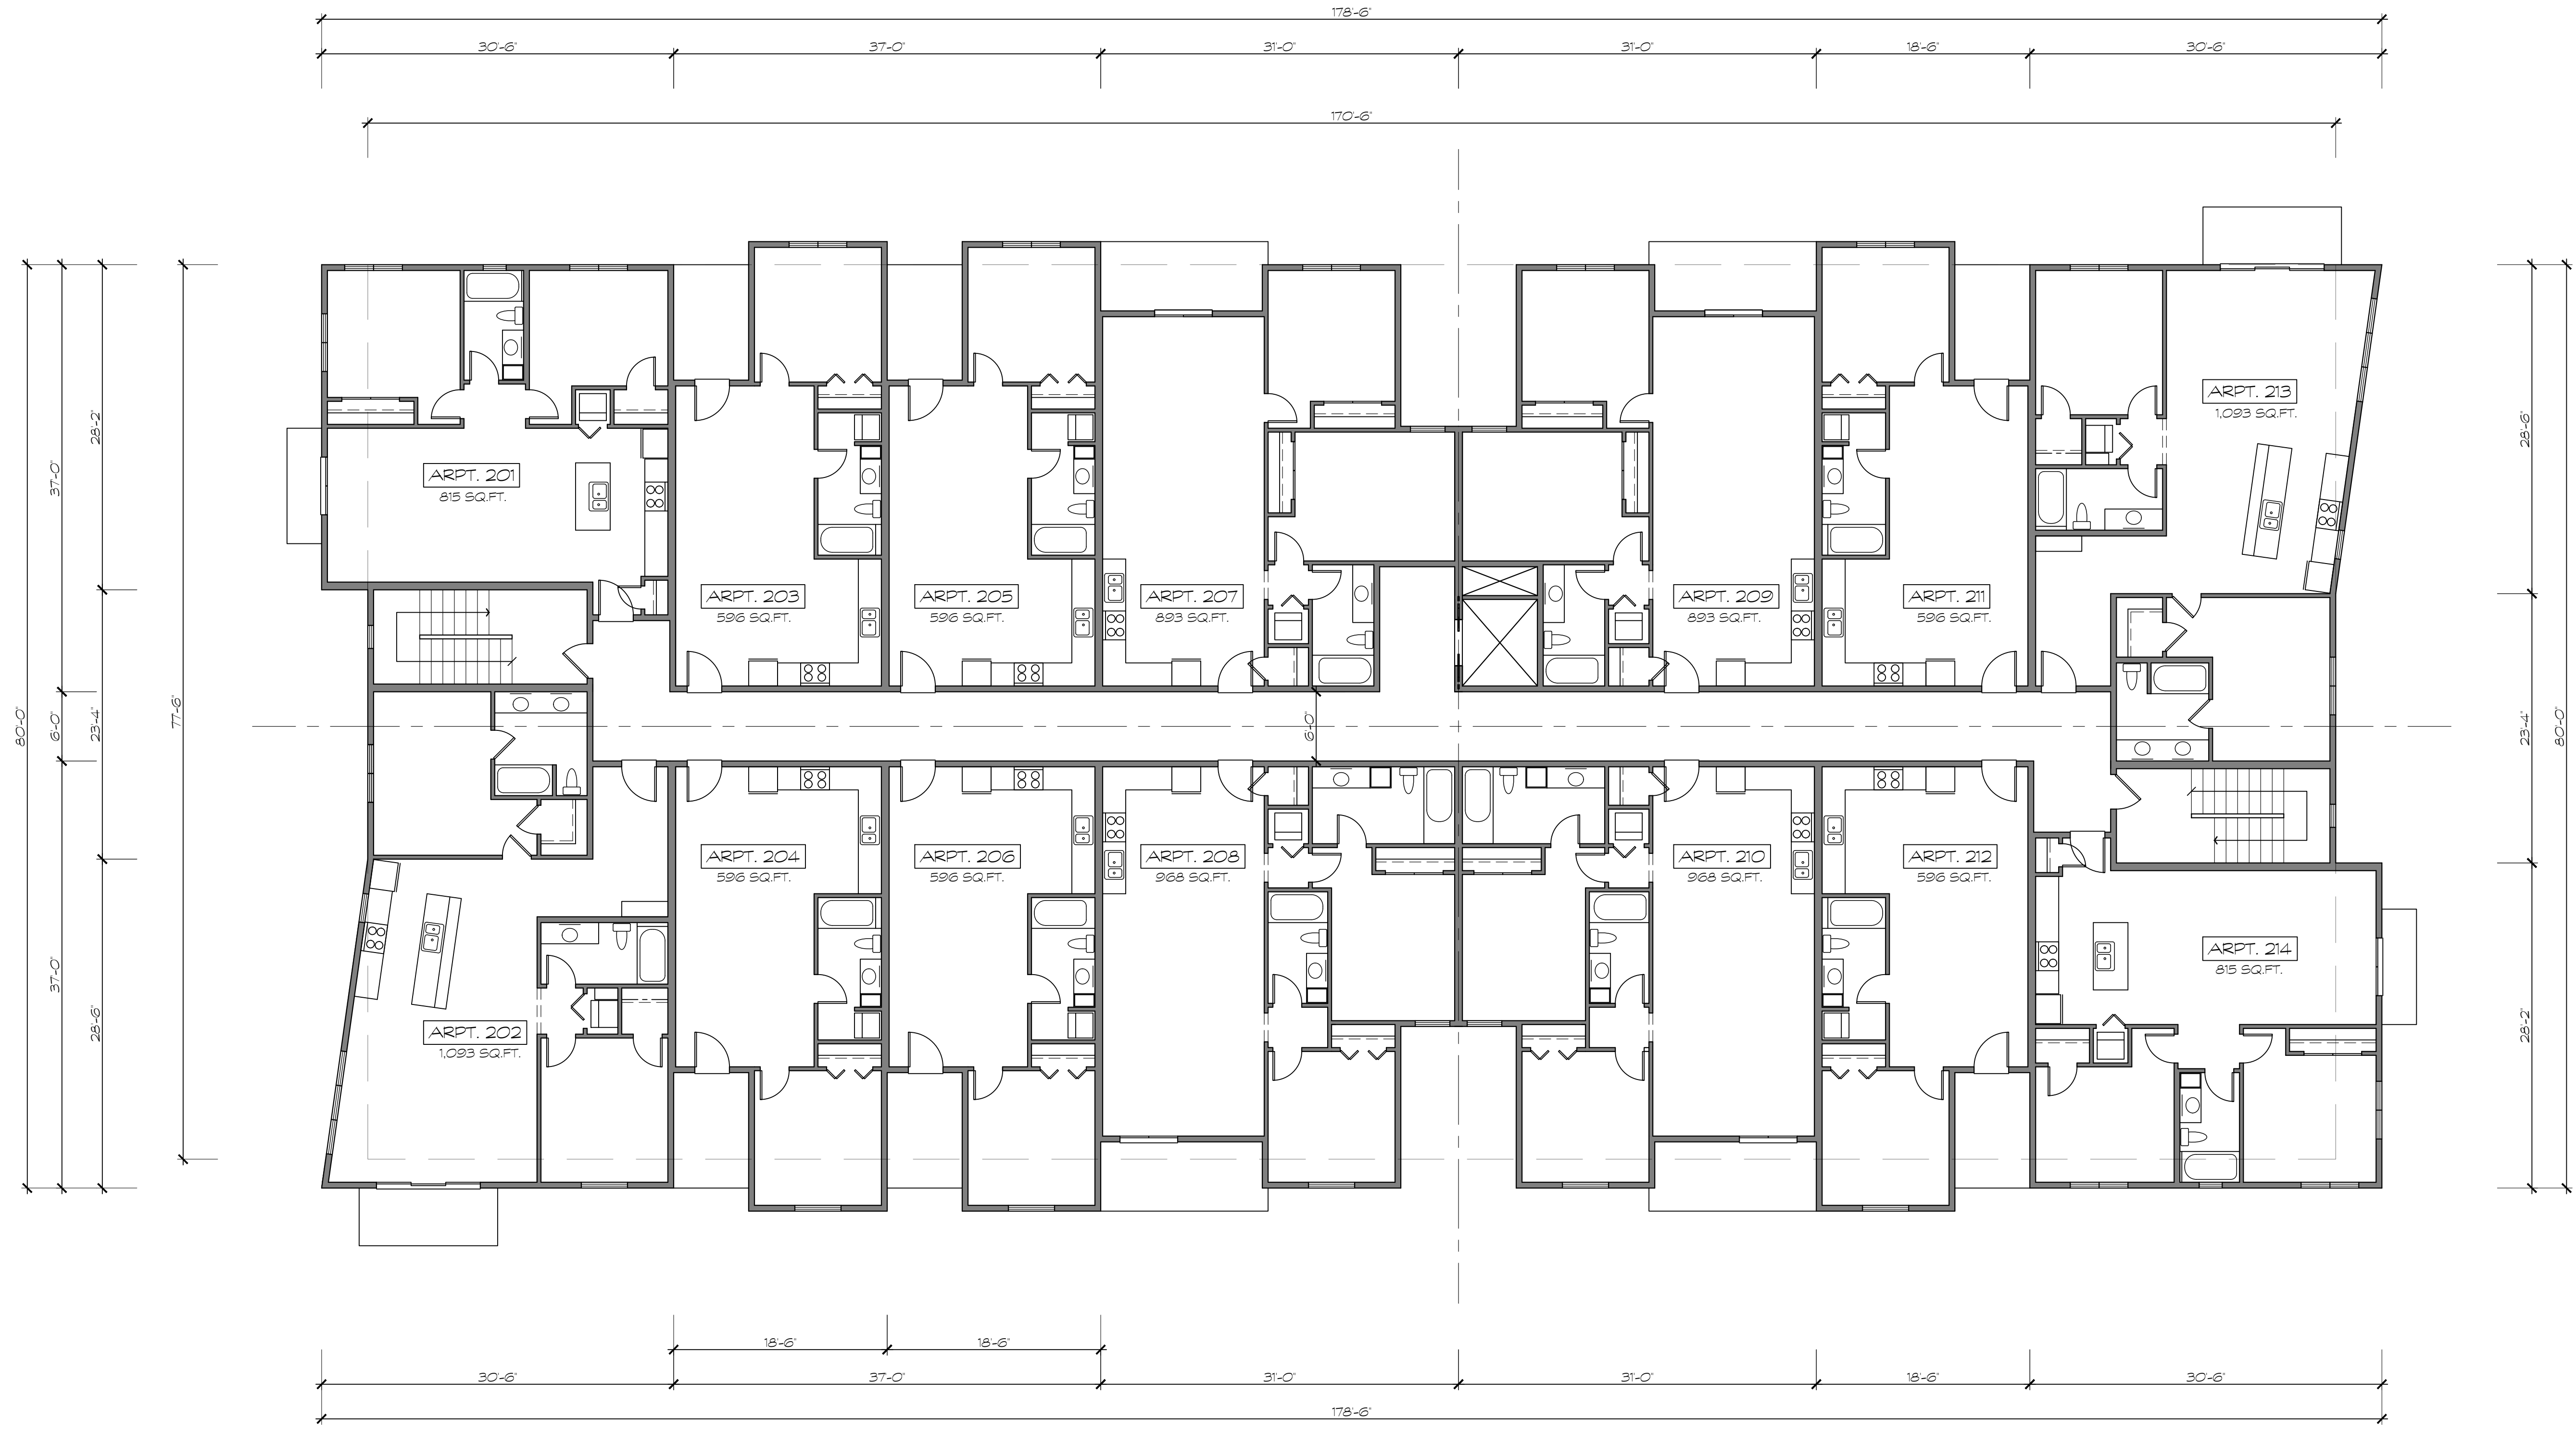 178'-6"
30'-6"
37'-0"
31'-0"
31'-0"
18'-6"
30'-6"
170'-6"
80'-0"
37'-0"
6'-0"
37'-0"
28'-2"
23'-4"
28'-6"
77'-6"
ARPT. 201
815 SQ.FT.
ARPT. 203
596 SQ.FT.
ARPT. 205
596 SQ.FT.
ARPT. 207
893 SQ.FT.
ARPT. 209
893 SQ.FT.
ARPT. 211
596 SQ.FT.
ARPT. 213
1,093 SQ.FT.
6'-0"
ARPT. 202
1,093 SQ.FT.
ARPT. 204
596 SQ.FT.
ARPT. 206
596 SQ.FT.
ARPT. 208
968 SQ.FT.
ARPT. 210
968 SQ.FT.
ARPT. 212
596 SQ.FT.
ARPT. 214
815 SQ.FT.
28'-6"
23'-4"
28'-2"
80'-0"
18'-6"
18'-6"
30'-6"
37'-0"
31'-0"
31'-0"
18'-6"
30'-6"
178'-6"